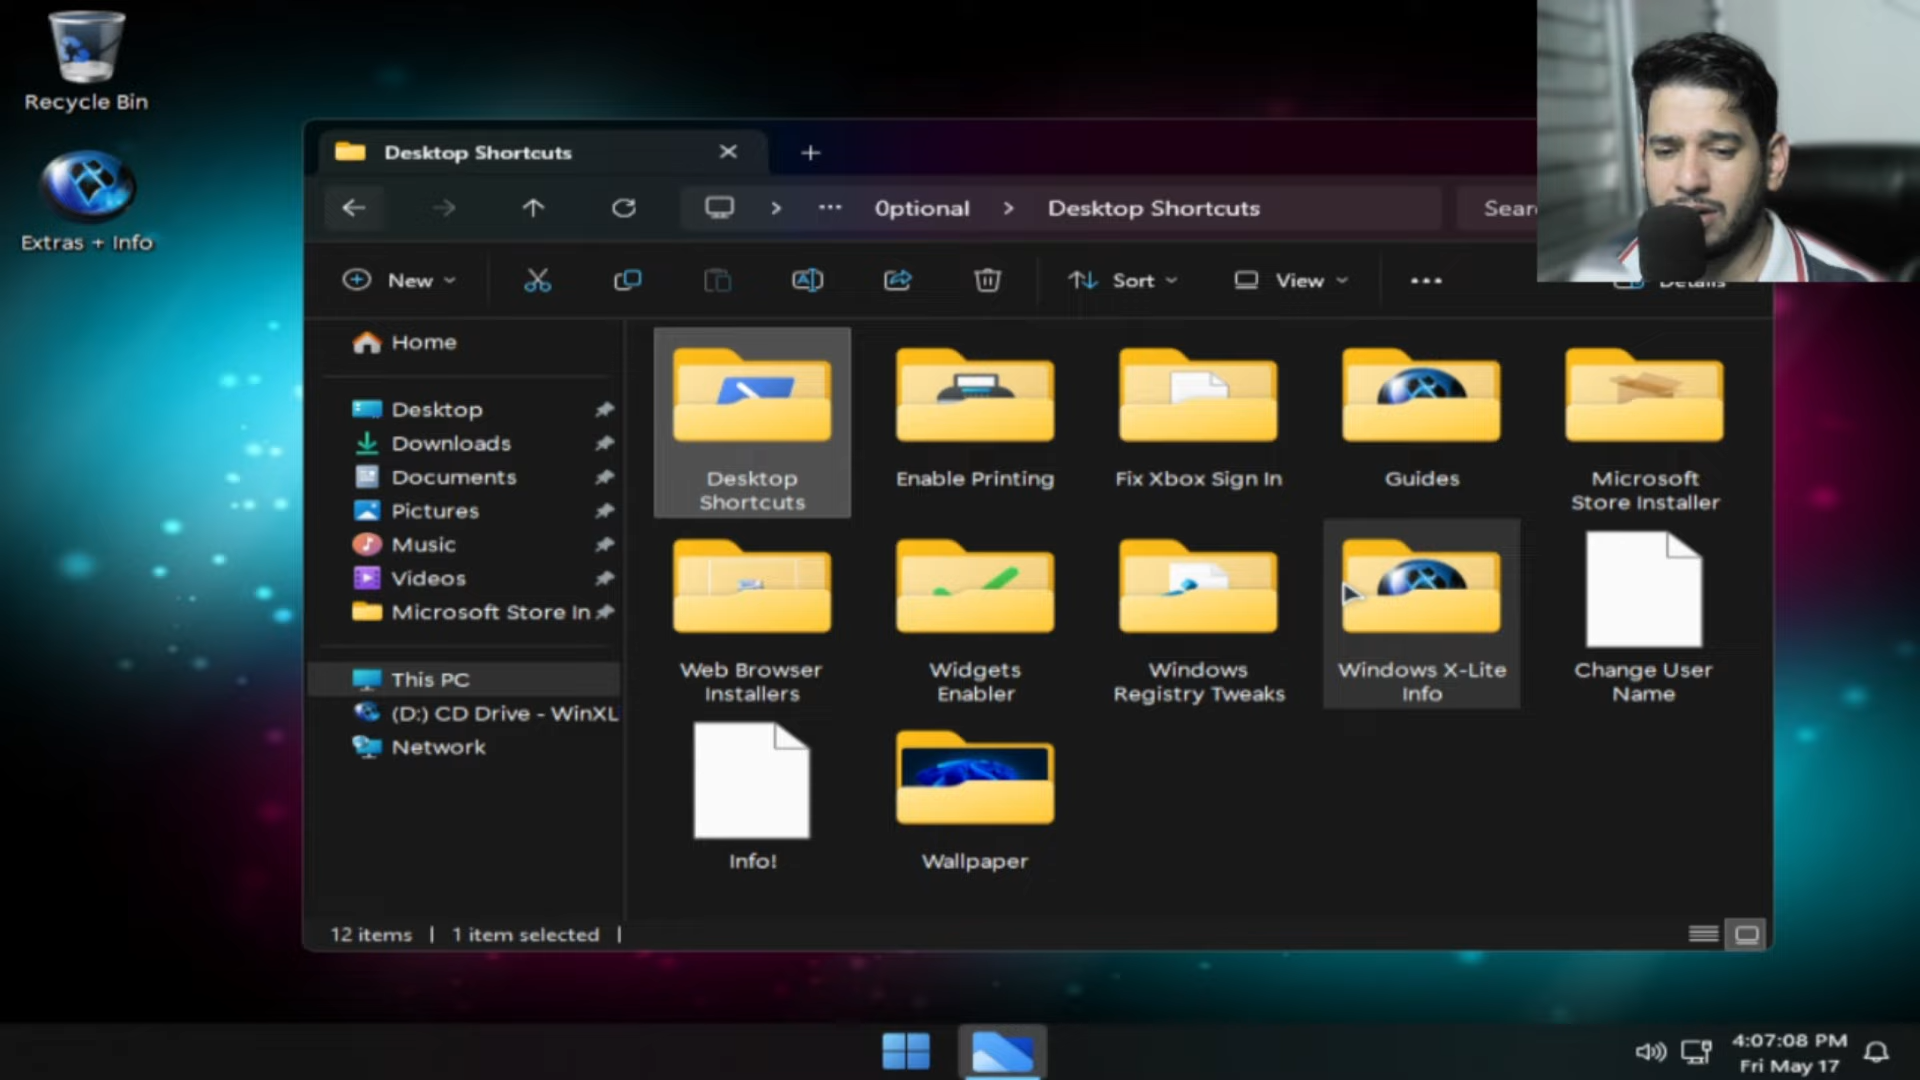 Recycle Bin
Extras + Info
Desktop Shortcuts
Optional > Desktop Shortcuts
New
Sort
View
Details
Home
Desktop
Downloads
Documents
Pictures
Music
Videos
Microsoft Store In
This PC
(D:) CD Drive - WinXL
Network
Desktop
Shortcuts
Enable Printing
Fix Xbox Sign In
Guides
Microsoft
Store Installer
Web Browser
Installers
Widgets
Enabler
Windows
Registry Tweaks
Windows X-Lite
Info
Change User
Name
Info!
Wallpaper
12 items | 1 item selected |
4:07:08 PM
Fri May 17